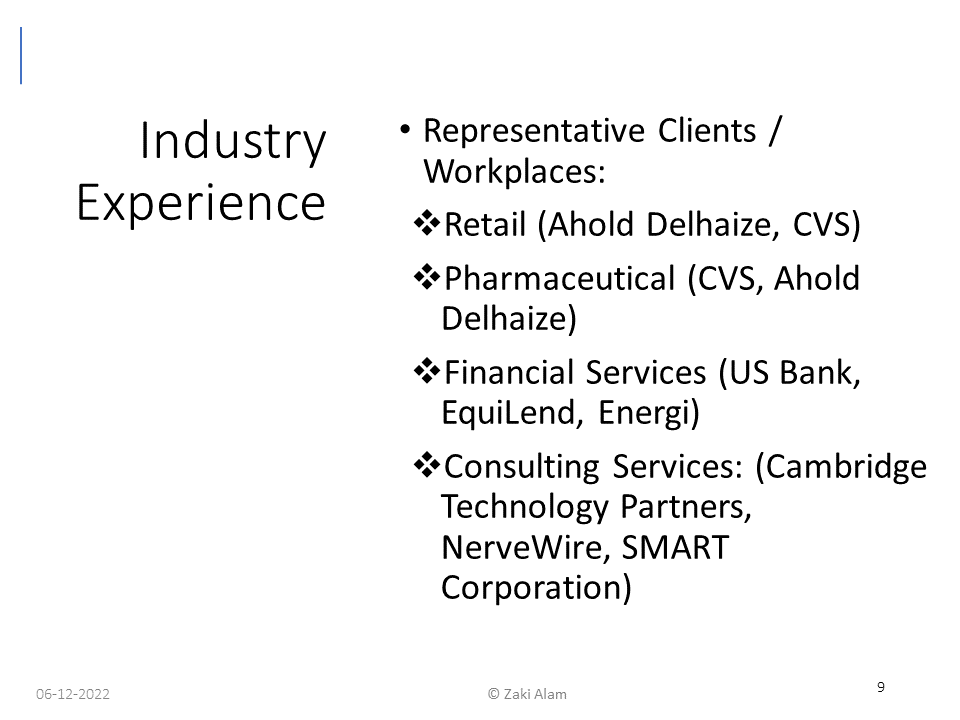 Industry
Experience
• Representative Clients /
Workplaces:
❖ Retail (Ahold Delhaize, CVS)
❖ Pharmaceutical (CVS, Ahold
Delhaize)
❖ Financial Services (US Bank,
EquiLend, Energi)
❖ Consulting Services: (Cambridge
Technology Partners,
NerveWire, SMART
Corporation)
06-12-2022
© Zaki Alam
9